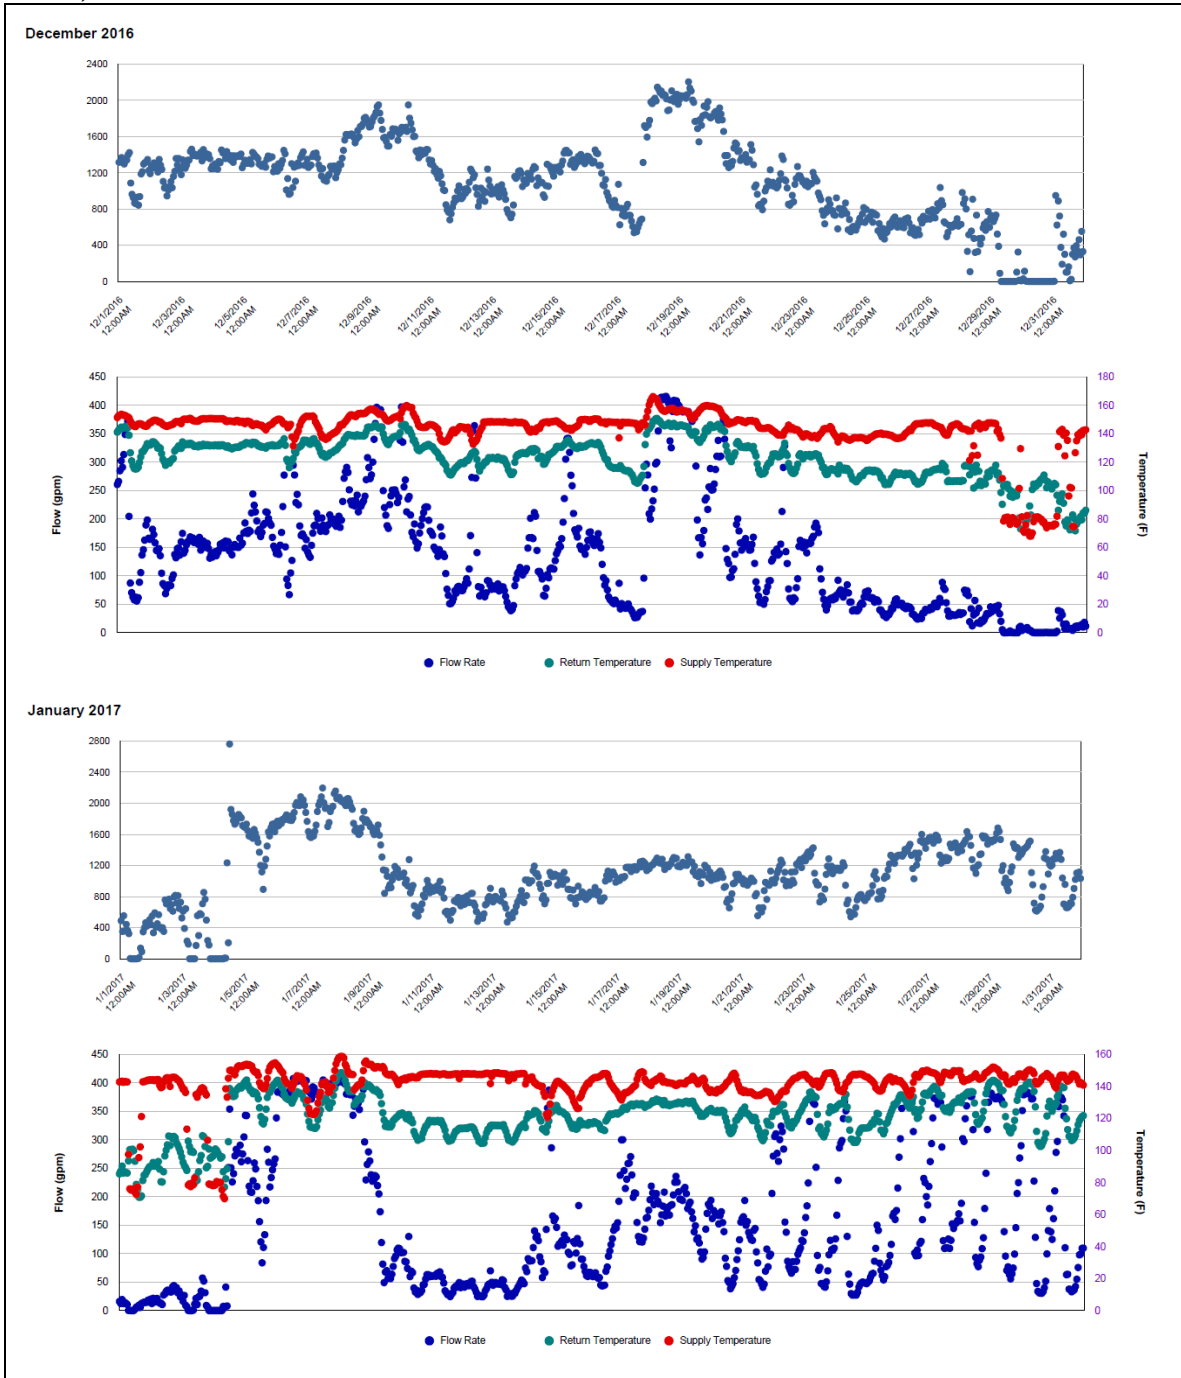 December 2016
2400
2000
1600
1200
800
400
0
12/1/2016 12:00AM
12/3/2016 12:00AM
12/5/2016 12:00AM
12/7/2016 12:00AM
12/9/2016 12:00AM
12/11/2016 12:00AM
12/13/2016 12:00AM
12/15/2016 12:00AM
12/17/2016 12:00AM
12/19/2016 12:00AM
12/21/2016 12:00AM
12/23/2016 12:00AM
12/25/2016 12:00AM
12/27/2016 12:00AM
12/29/2016 12:00AM
12/31/2016 12:00AM
Flow (gpm)
450
400
350
300
250
200
150
100
50
0
180
160
140
120
100
80
60
40
20
0
Temperature (F)
Flow Rate Return Temperature Supply Temperature
January 2017
2800
2400
2000
1600
1200
800
400
0
1/1/2017 12:00AM
1/3/2017 12:00AM
1/5/2017 12:00AM
1/7/2017 12:00AM
1/9/2017 12:00AM
1/11/2017 12:00AM
1/13/2017 12:00AM
1/15/2017 12:00AM
1/17/2017 12:00AM
1/19/2017 12:00AM
1/21/2017 12:00AM
1/23/2017 12:00AM
1/25/2017 12:00AM
1/27/2017 12:00AM
1/29/2017 12:00AM
1/31/2017 12:00AM
Flow (gpm)
450
400
350
300
250
200
150
100
50
0
160
140
120
100
80
60
40
20
0
Temperature (F)
Flow Rate Return Temperature Supply Temperature